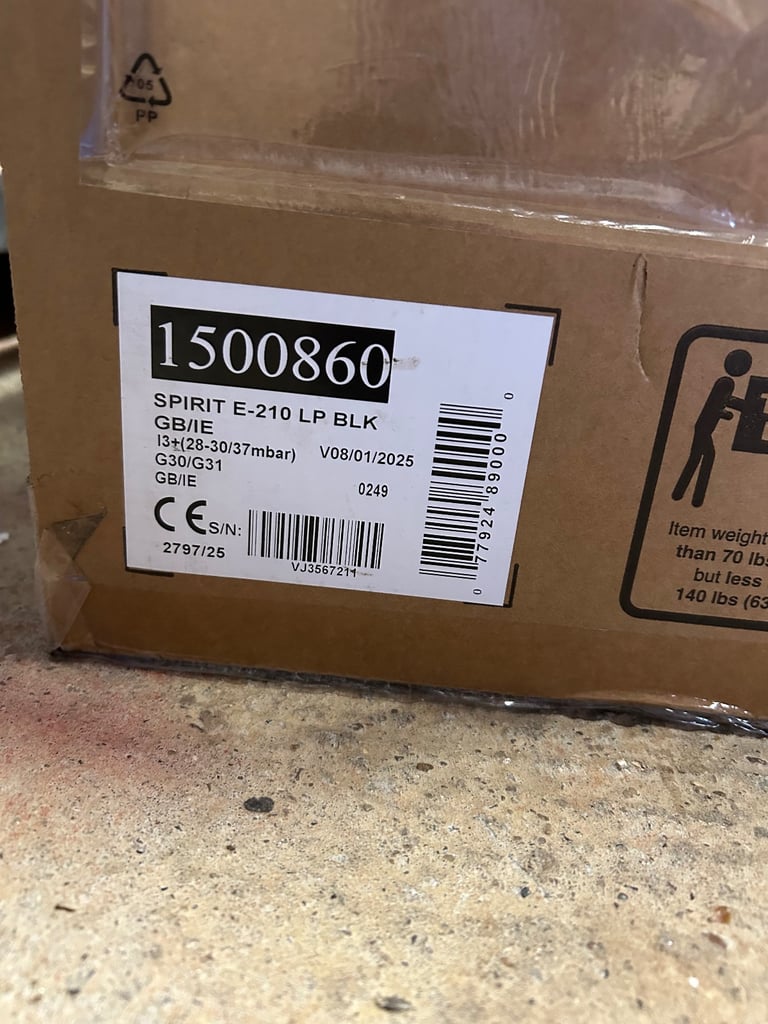 05
PP
1500860
SPIRIT E-210 LP BLK
GB/IE
I3+(28-30/37mbar) V08/01/2025
G30/G31
GB/IE 0249
CE S/N:
2797/25
VJ3567211
0 77924 89000 0
Item weight
than 70 lbs
but less
140 lbs (63